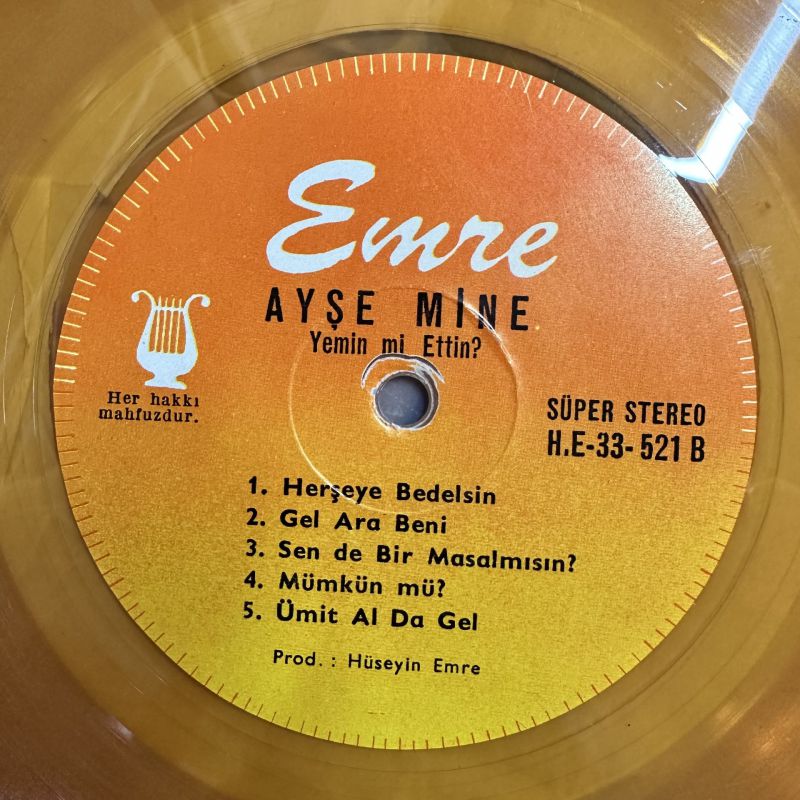 Emre
AYŞE MİNE
Yemin mi Ettin?
Her hakkı
mahfuzdur.
SÜPER STEREO
H.E-33-521 B
1. Herşeye Bedelsin
2. Gel Ara Beni
3. Sen de Bir Masalmısın?
4. Mümkün mü?
5. Ümit Al Da Gel
Prod. : Hüseyin Emre